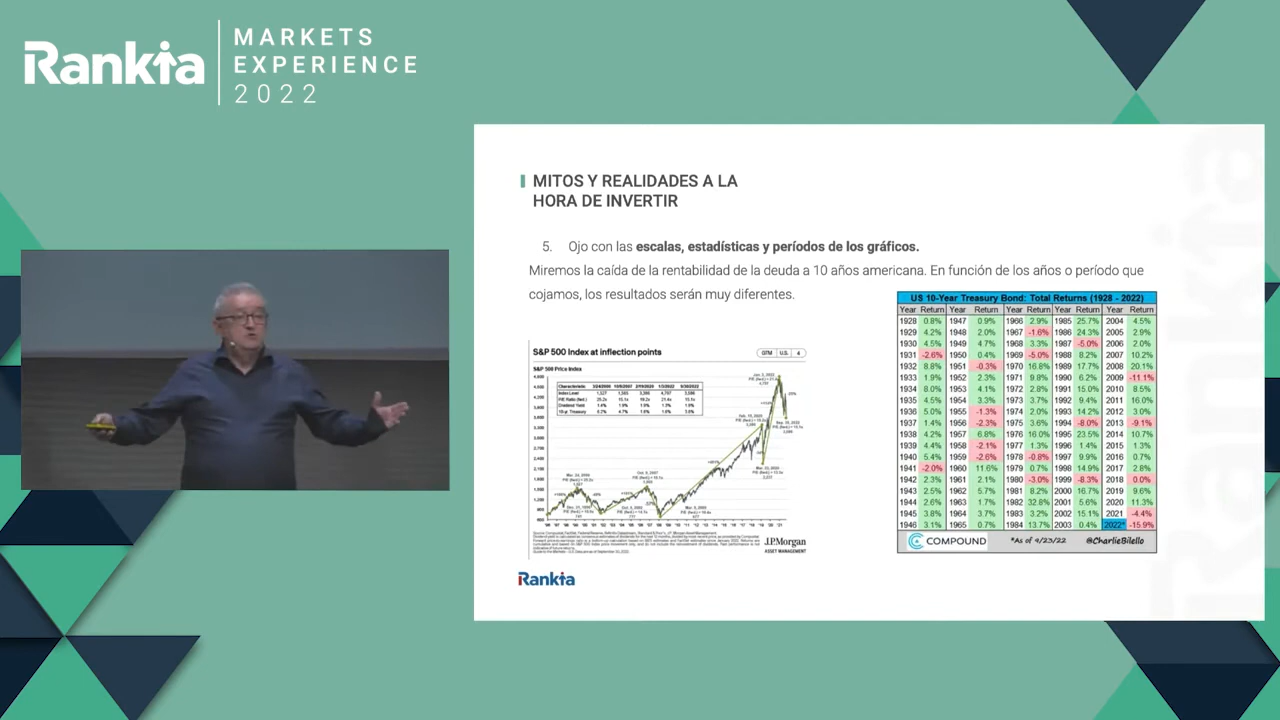 Rankia
MARKETS
EXPERIENCE
2022
MITOS Y REALIDADES A LA
HORA DE INVERTIR
5. Ojo con las escalas, estadísticas y períodos de los gráficos.
Miremos la caída de la rentabilidad de la deuda a 10 años americana. En función de los años o período que
cojamos, los resultados serán muy diferentes.
S&P 500 Index at inflection points
GTM U.S. 4
S&P 500 Price Index
J.P.Morgan
ASSET MANAGEMENT
US 10-Year Treasury Bond: Total Returns (1928 - 2022)
Year Return Year Return Year Return Year Return Year Return
1928 0.8% 1947 0.9% 1966 2.9% 1985 25.7% 2004 4.5%
1929 4.2% 1948 2.0% 1967 -1.6% 1986 24.3% 2005 2.9%
1930 4.5% 1949 4.7% 1968 3.3% 1987 -5.0% 2006 2.0%
1931 -2.6% 1950 0.4% 1969 -5.0% 1988 8.2% 2007 10.2%
1932 8.8% 1951 -0.3% 1970 16.8% 1989 17.7% 2008 20.1%
1933 1.9% 1952 2.3% 1971 9.8% 1990 6.2% 2009 -11.1%
1934 8.0% 1953 4.1% 1972 2.8% 1991 15.0% 2010 8.5%
1935 4.5% 1954 3.3% 1973 3.7% 1992 9.4% 2011 16.0%
1936 5.0% 1955 -1.3% 1974 2.0% 1993 14.2% 2012 3.0%
1937 1.4% 1956 -2.3% 1975 3.6% 1994 -8.0% 2013 -9.1%
1938 4.2% 1957 6.8% 1976 16.0% 1995 23.5% 2014 10.7%
1939 4.4% 1958 -2.1% 1977 1.3% 1996 1.4% 2015 1.3%
1940 5.4% 1959 -2.6% 1978 -0.8% 1997 9.9% 2016 0.7%
1941 -2.0% 1960 11.6% 1979 0.7% 1998 14.9% 2017 2.8%
1942 2.3% 1961 2.1% 1980 -3.0% 1999 -8.3% 2018 0.0%
1943 2.5% 1962 5.7% 1981 8.2% 2000 16.7% 2019 9.6%
1944 2.6% 1963 1.7% 1982 32.8% 2001 5.6% 2020 11.3%
1945 3.8% 1964 3.7% 1983 3.2% 2002 15.1% 2021 -4.4%
1946 3.1% 1965 0.7% 1984 13.7% 2003 0.4% 2022* -15.9%
COMPOUND *As of 9/23/22 @CharlieBilello
Rankia